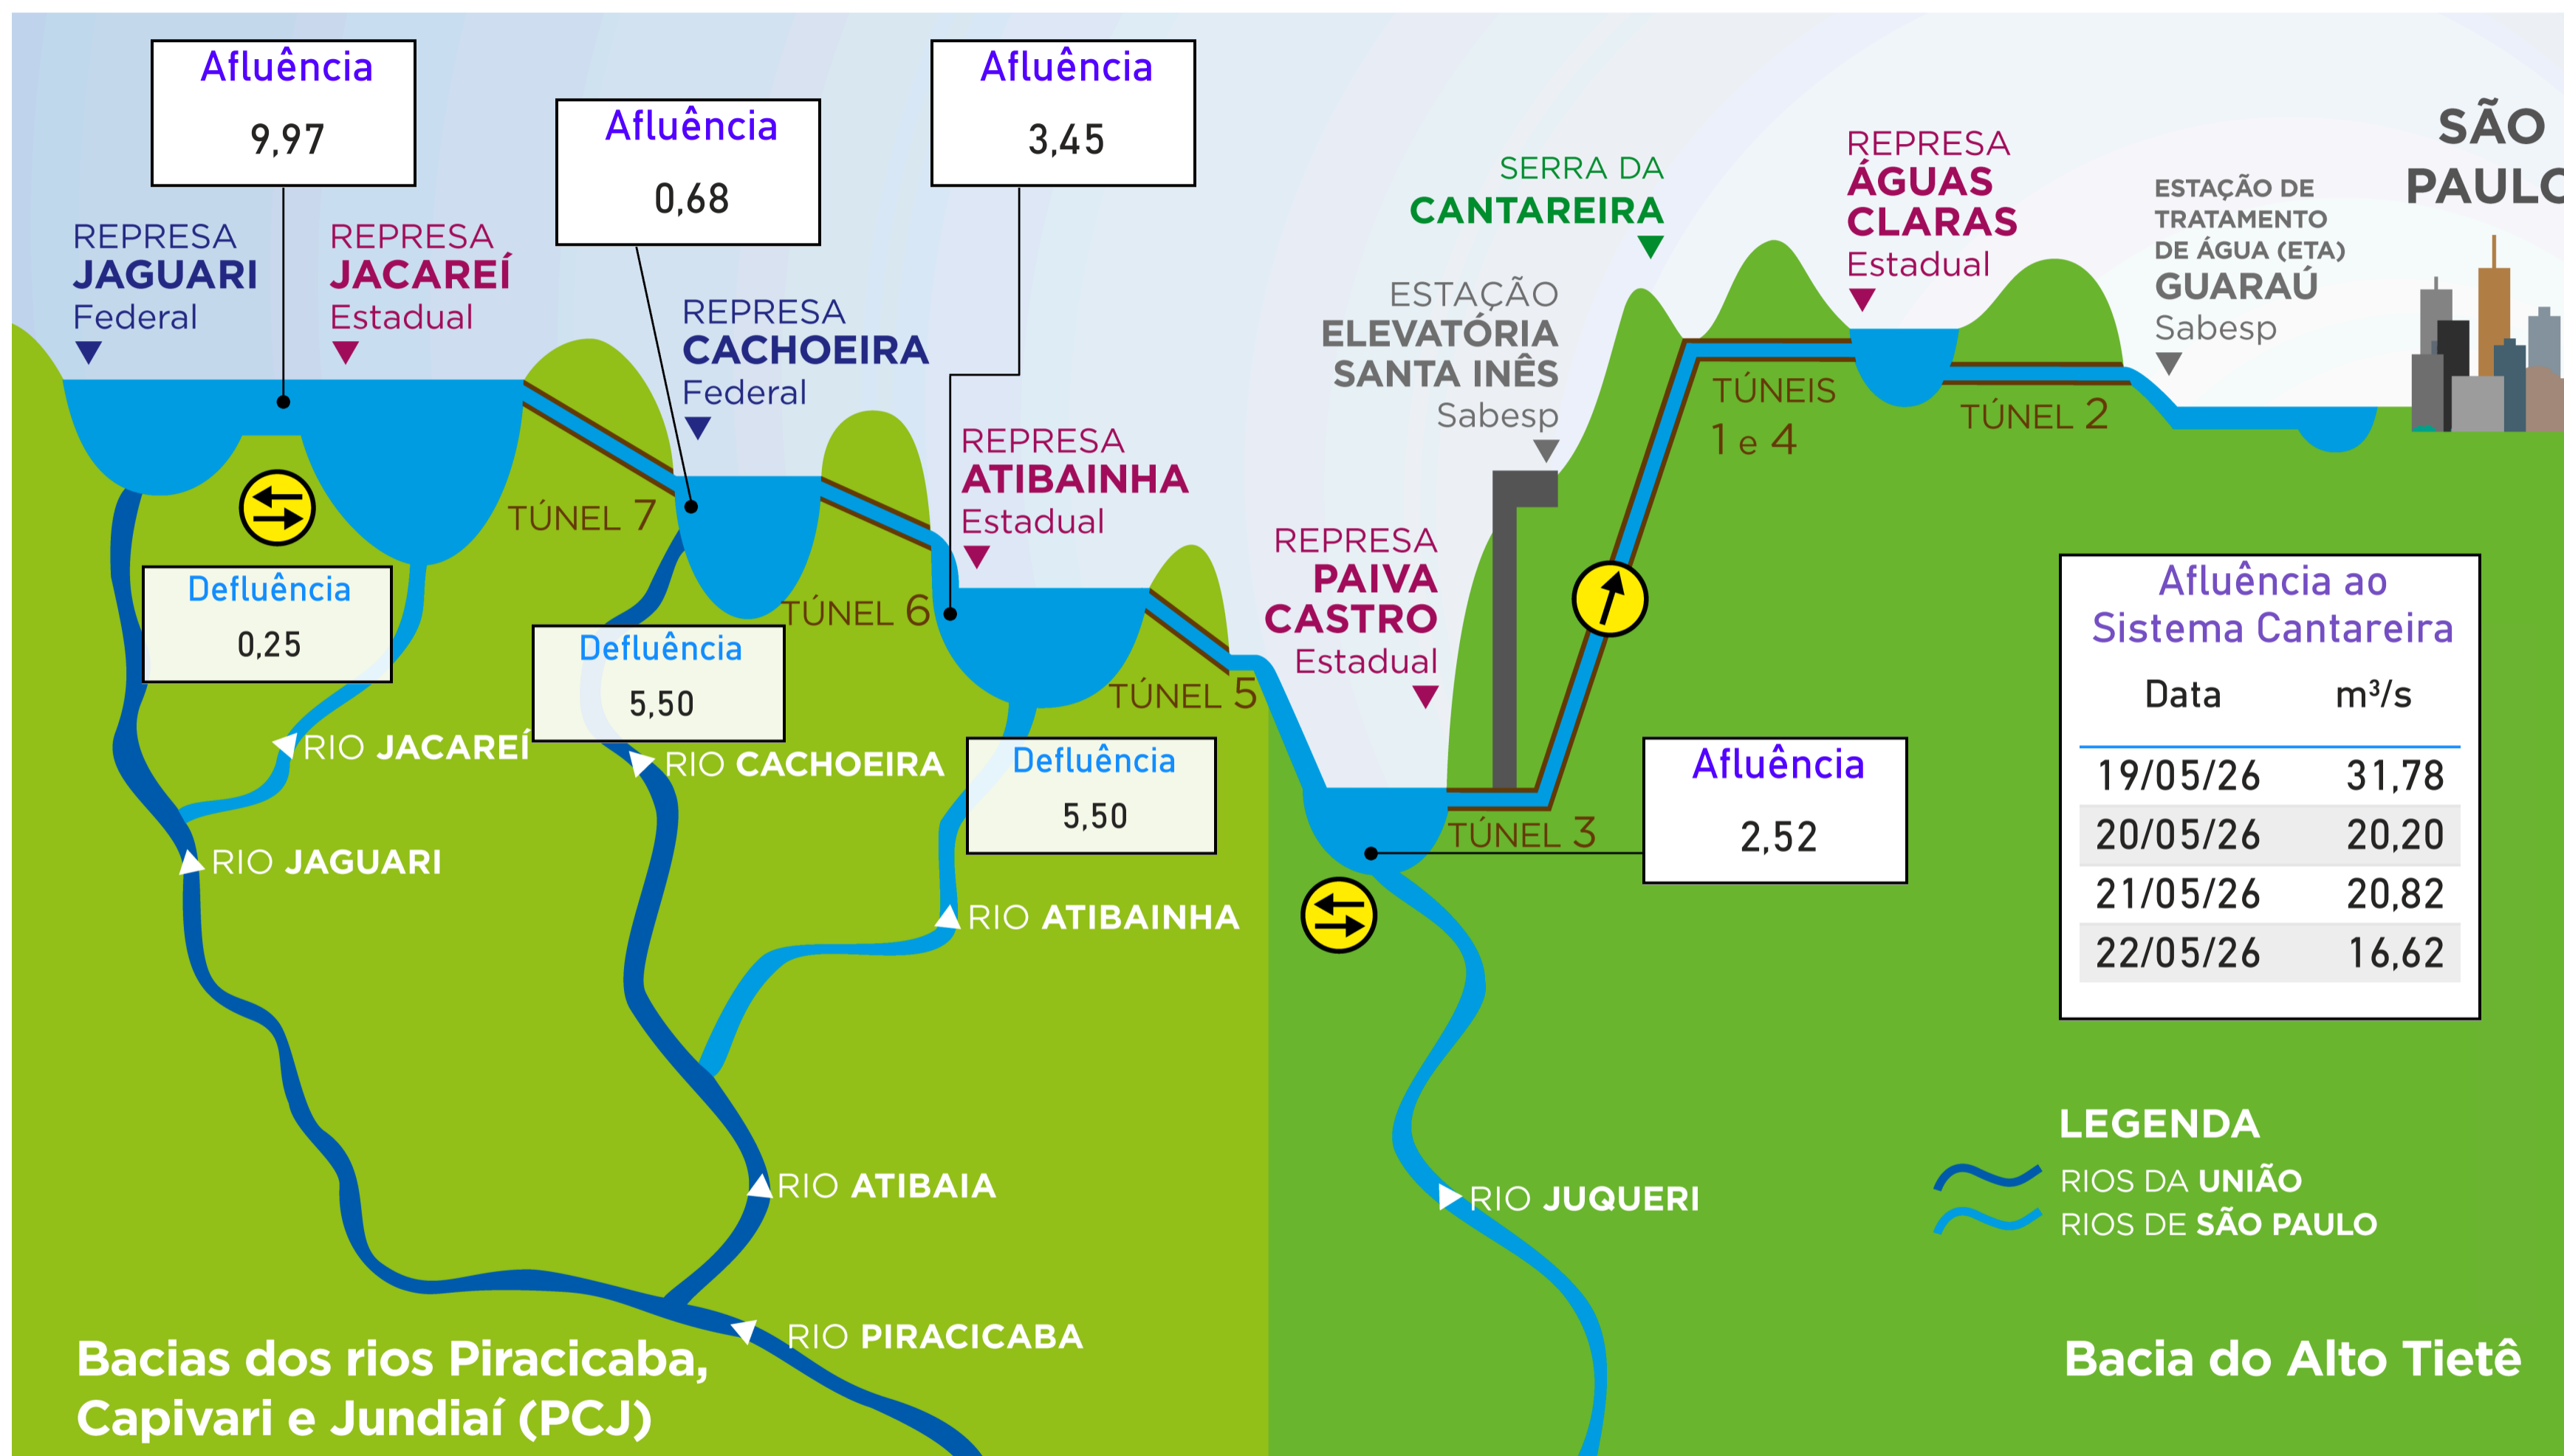 Afluência
9,97
Afluência
0,68
Afluência
3,45
REPRESA
JAGUARI
Federal
REPRESA
JACAREÍ
Estadual
REPRESA
CACHOEIRA
Federal
REPRESA
ATIBAINHA
Estadual
SERRA DA
CANTAREIRA
ESTAÇÃO
ELEVATÓRIA
SANTA INÊS
Sabesp
REPRESA
ÁGUAS
CLARAS
Estadual
ESTAÇÃO DE
TRATAMENTO
DE ÁGUA (ETA)
GUARAÚ
Sabesp
SÃO
PAULO
TÚNEL 7
TÚNEL 6
TÚNEL 5
REPRESA
PAIVA
CASTRO
Estadual
TÚNEIS
1 e 4
TÚNEL 2
TÚNEL 3
Defluência
0,25
Defluência
5,50
Defluência
5,50
Afluência
2,52
Afluência ao
Sistema Cantareira
Data m³/s
19/05/26 31,78
20/05/26 20,20
21/05/26 20,82
22/05/26 16,62
RIO JACAREÍ
RIO CACHOEIRA
RIO JAGUARI
RIO ATIBAINHA
RIO ATIBAIA
RIO JUQUERI
RIO PIRACICABA
LEGENDA
RIOS DA UNIÃO
RIOS DE SÃO PAULO
Bacias dos rios Piracicaba,
Capivari e Jundiaí (PCJ)
Bacia do Alto Tietê